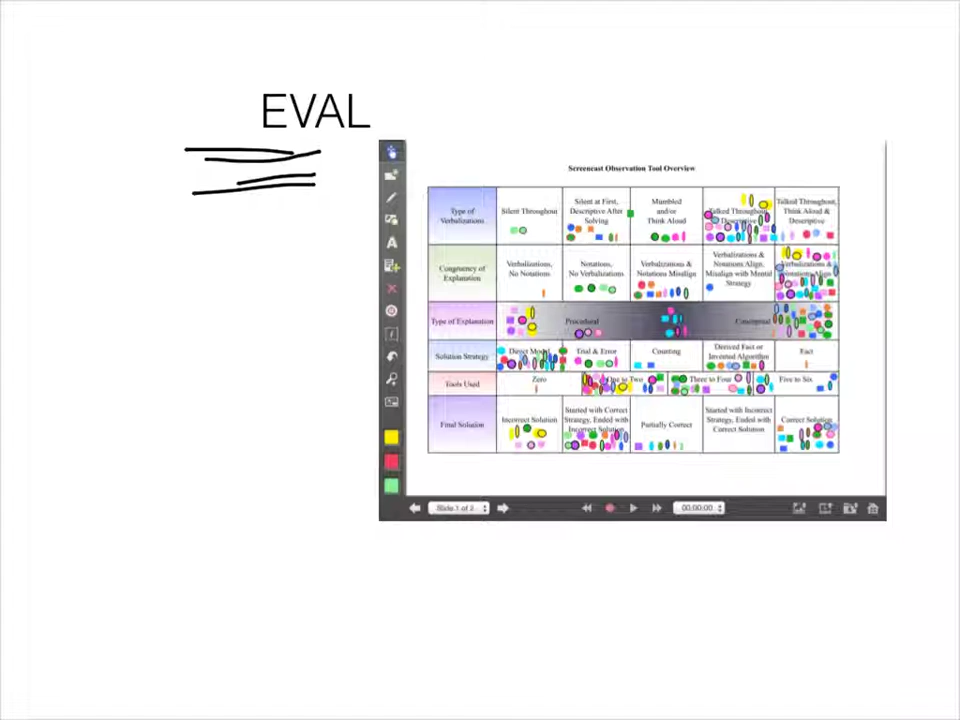 EVAL
Screencast Observation Tool Overview
Type of Verbalizations
Silent Throughout
Silent at First, Descriptive After Solving
Mumbled and/or Think Aloud
Talked Throughout, Descriptive
Talked Throughout, Think Aloud & Descriptive
Congruency of Explanation
Verbalizations, No Notations
Notations, No Verbalizations
Verbalizations & Notations Misalign
Verbalizations & Notations Align, Misalign with Mental Strategy
Verbalizations & Notations Align
Type of Explanation
Procedural
Conceptual
Solution Strategy
Direct Model
Trial & Error
Counting
Derived Fact or Invented Algorithm
Fact
Tools Used
Zero
One to Two
Three to Four
Five to Six
Final Solution
Incorrect Solution
Started with Correct Strategy, Ended with Incorrect Solution
Partially Correct
Started with Incorrect Strategy, Ended with Correct Solution
Correct Solution
Slide 1 of 2
00:00:00